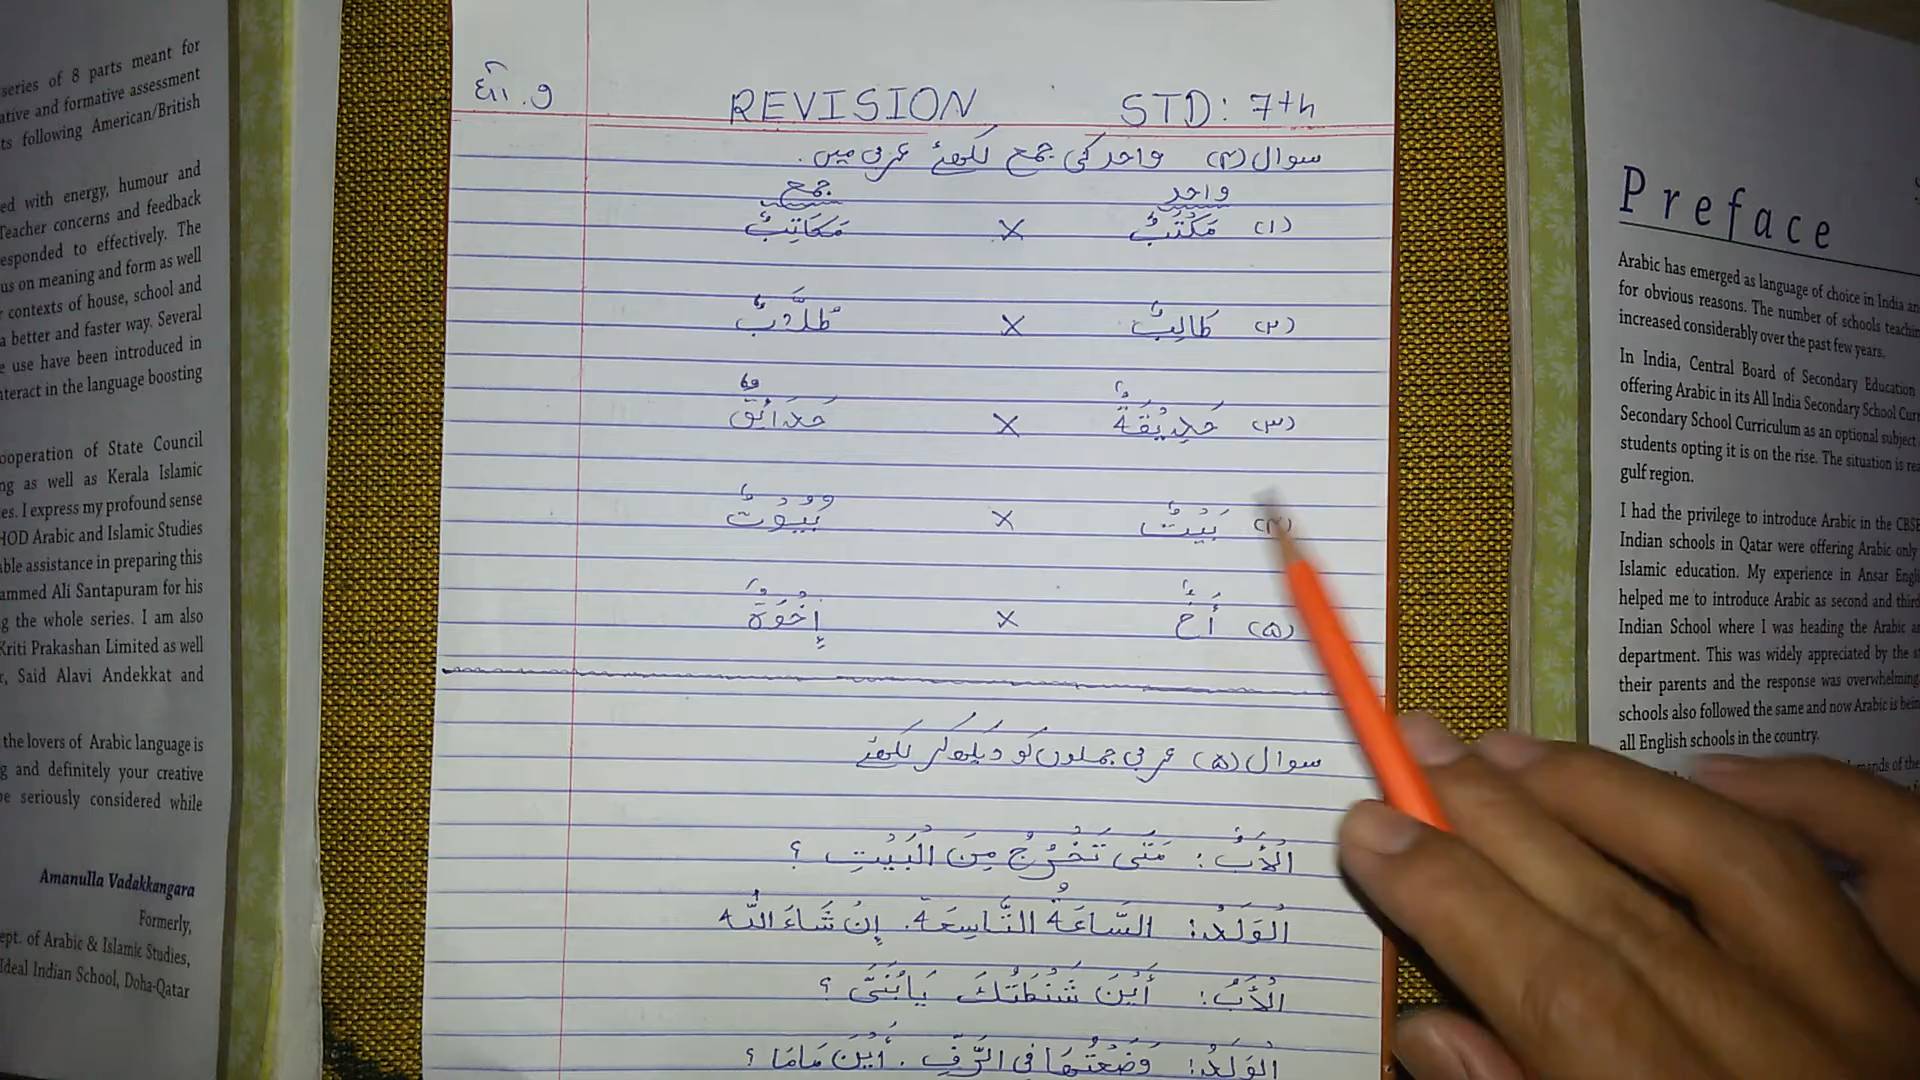 series of 8 parts meant for
ative and formative assessment
ts following American/British
ed with energy, humour and
Teacher concerns and feedback
esponded to effectively. The
us on meaning and form as well
contexts of house, school and
a better and faster way. Several
e use have been introduced in
nteract in the language boosting
ooperation of State Council
ng as well as Kerala Islamic
es. I express my profound sense
HOD Arabic and Islamic Studies
ble assistance in preparing this
ammed Ali Santapuram for his
g the whole series. I am also
Kriti Prakashan Limited as well
r, Said Alavi Andekkat and
the lovers of Arabic language is
g and definitely your creative
be seriously considered while
Amanulla Vadakkangara
Formerly,
ept. of Arabic & Islamic Studies,
Ideal Indian School, Doha-Qatar
ધો.૭ REVISION STD: 7th
سوال (۴) واحد کی جمع لکھئے عربی میں.
واحد جمع
(۱) مَكْتَبٌ × مَكَاتِبٌ
(۲) طَالِبٌ × طُلَّابٌ
(۳) حَدِيْقَةٌ × حَدَائِقٌ
(۴) بَيْتٌ × بُيُوْتٌ
(۵) أَخٌ × إِخْوَةٌ
سوال (۵) عربی جملوں کو دیکھ کر لکھئے
اَلْأَبُ: مَتَى تَخْرُجُ مِنَ الْبَيْتِ ؟
اَلْوَلَدُ: السَّاعَةُ التَّاسِعَة. إِنْ شَاءَ اللّٰه
اَلْأَبُ: أَيْنَ شَنْطَتُكَ يَابُنَيَّ ؟
اَلْوَلَدُ: وَضَعْتُهَا فِي الرَّفِّ. أَيْنَ مَامَا ؟
Preface
Arabic has emerged as language of choice in India an
for obvious reasons. The number of schools teachin
increased considerably over the past few years.
In India, Central Board of Secondary Education
offering Arabic in its All India Secondary School Curr
Secondary School Curriculum as an optional subject
students opting it is on the rise. The situation is rea
gulf region.
I had the privilege to introduce Arabic in the CBSE
Indian schools in Qatar were offering Arabic only
Islamic education. My experience in Ansar Engli
helped me to introduce Arabic as second and third
Indian School where I was heading the Arabic a
department. This was widely appreciated by the s
their parents and the response was overwhelming
schools also followed the same and now Arabic is bein
all English schools in the country.
mands of the